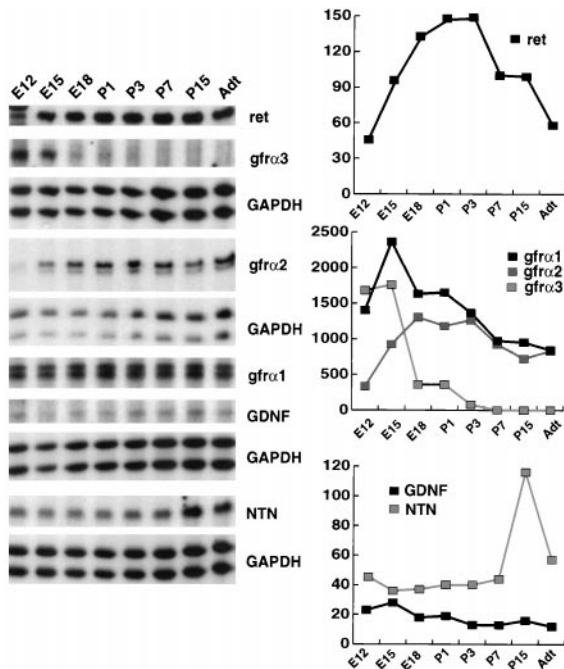 E12 E15 E18 P1 P3 P7 P15 Adt
ret
gfrα3
GAPDH
gfrα2
GAPDH
gfrα1
GDNF
GAPDH
NTN
GAPDH
150
120
90
60
30
0
ret
E12 E15 E18 P1 P3 P7 P15 Adt
2500
2000
1500
1000
500
0
gfrα1
gfrα2
gfrα3
E12 E15 E18 P1 P3 P7 P15 Adt
120
100
80
60
40
20
0
GDNF
NTN
E12 E15 E18 P1 P3 P7 P15 Adt